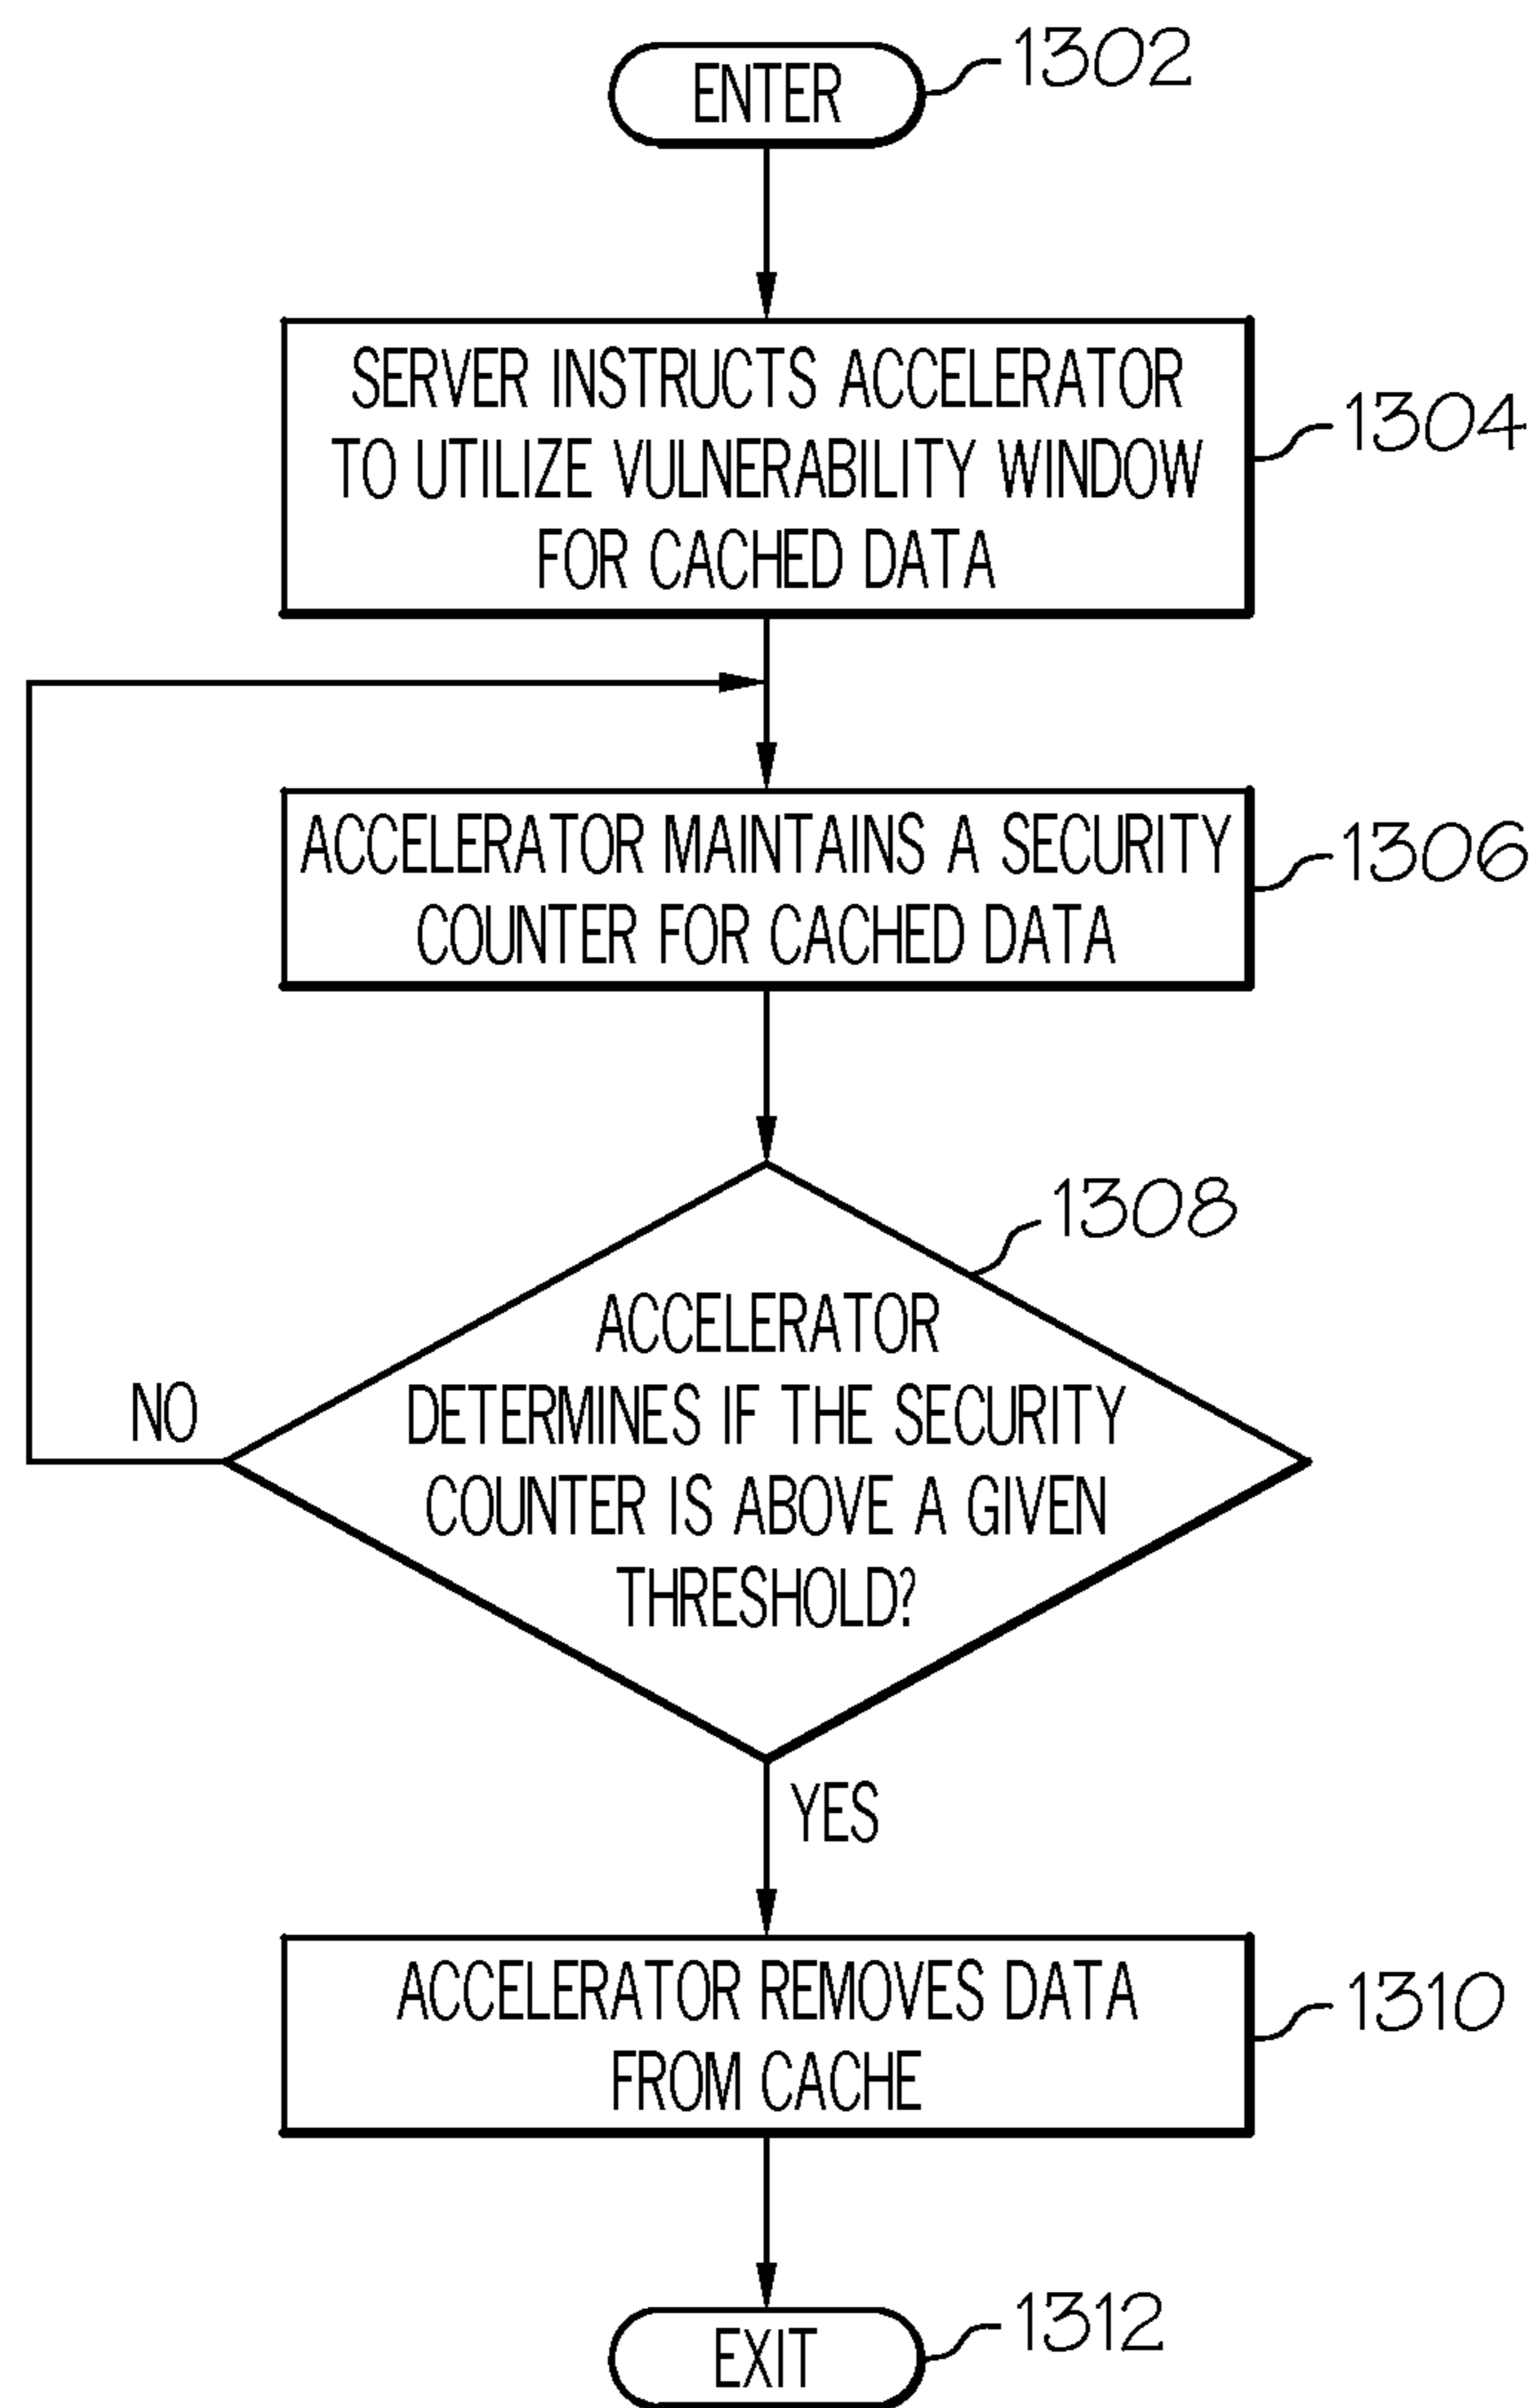 ENTER
1302
SERVER INSTRUCTS ACCELERATOR
TO UTILIZE VULNERABILITY WINDOW
FOR CACHED DATA
1304
ACCELERATOR MAINTAINS A SECURITY
COUNTER FOR CACHED DATA
1306
1308
ACCELERATOR
DETERMINES IF THE SECURITY
COUNTER IS ABOVE A GIVEN
THRESHOLD?
NO
YES
ACCELERATOR REMOVES DATA
FROM CACHE
1310
EXIT
1312